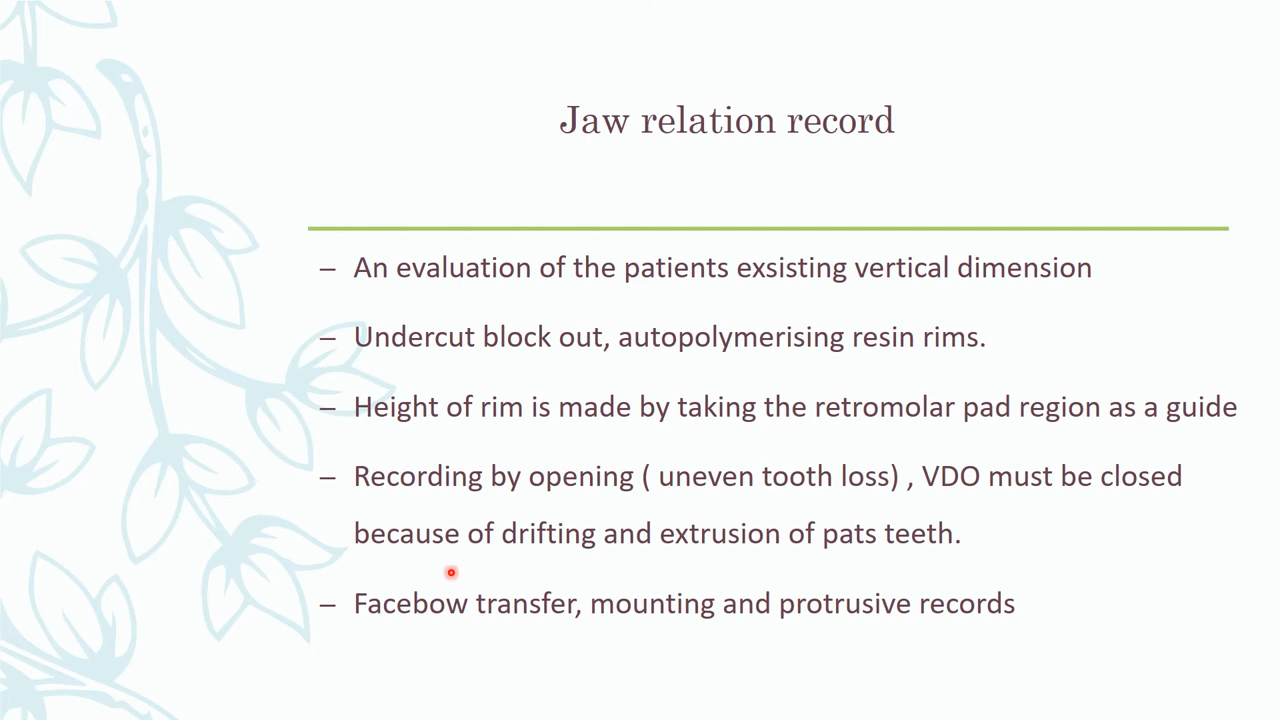 Jaw relation record
– An evaluation of the patients exsisting vertical dimension
– Undercut block out, autopolymerising resin rims.
– Height of rim is made by taking the retromolar pad region as a guide
– Recording by opening ( uneven tooth loss) , VDO must be closed
because of drifting and extrusion of pats teeth.
– Facebow transfer, mounting and protrusive records